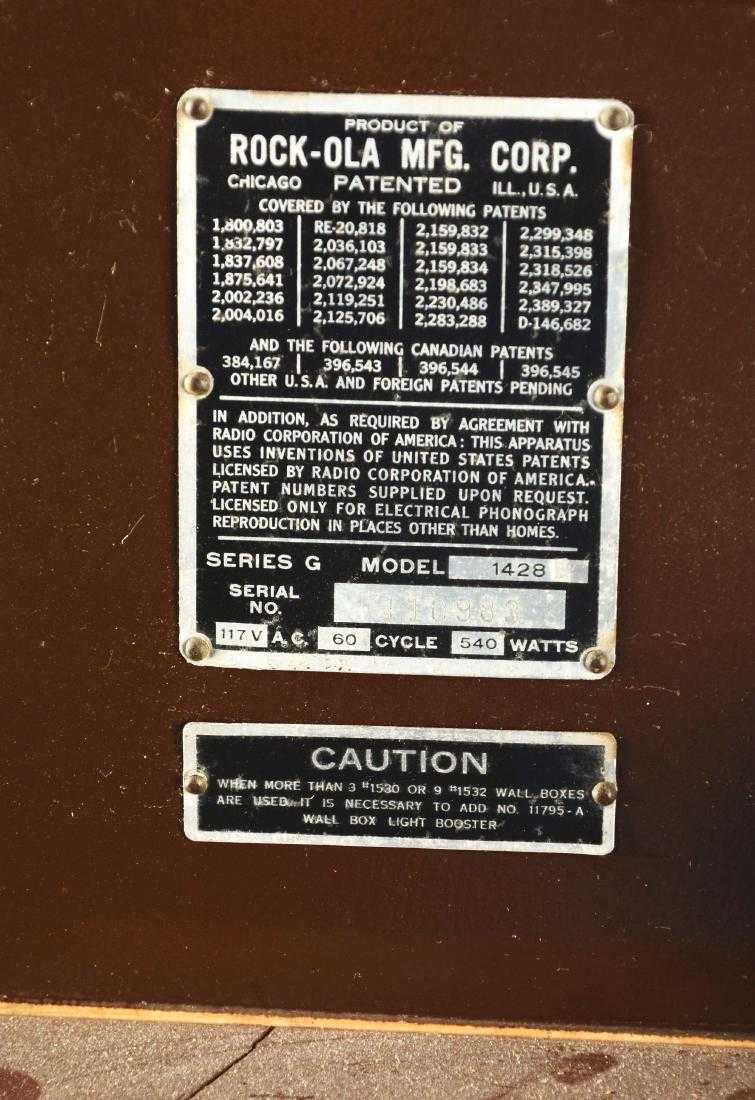 PRODUCT OF
ROCK-OLA MFG. CORP.
CHICAGO PATENTED ILL., U.S.A.
COVERED BY THE FOLLOWING PATENTS
1,800,803 RE-20,818 2,159,832 2,299,348
1,832,797 2,036,103 2,159,833 2,315,398
1,837,608 2,067,248 2,159,834 2,318,526
1,875,641 2,072,924 2,198,683 2,347,995
2,002,236 2,119,251 2,230,486 2,389,327
2,004,016 2,125,706 2,283,288 D-146,682
AND THE FOLLOWING CANADIAN PATENTS
384,167 396,543 396,544 396,545
OTHER U.S.A. AND FOREIGN PATENTS PENDING
IN ADDITION, AS REQUIRED BY AGREEMENT WITH
RADIO CORPORATION OF AMERICA: THIS APPARATUS
USES INVENTIONS OF UNITED STATES PATENTS
LICENSED BY RADIO CORPORATION OF AMERICA.
PATENT NUMBERS SUPPLIED UPON REQUEST.
LICENSED ONLY FOR ELECTRICAL PHONOGRAPH
REPRODUCTION IN PLACES OTHER THAN HOMES.
SERIES G MODEL 1428
SERIAL
NO.
117 V A.C. 60 CYCLE 540 WATTS
CAUTION
WHEN MORE THAN 3 #1530 OR 9 #1532 WALL BOXES
ARE USED IT IS NECESSARY TO ADD NO. 11795-A
WALL BOX LIGHT BOOSTER